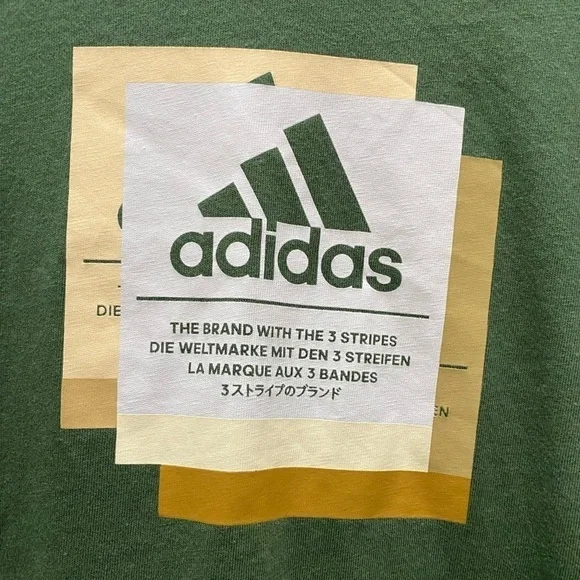 adidas
THE BRAND WITH THE 3 STRIPES
DIE WELTMARKE MIT DEN 3 STREIFEN
LA MARQUE AUX 3 BANDES
3ストライプのブランド
DIE
EN